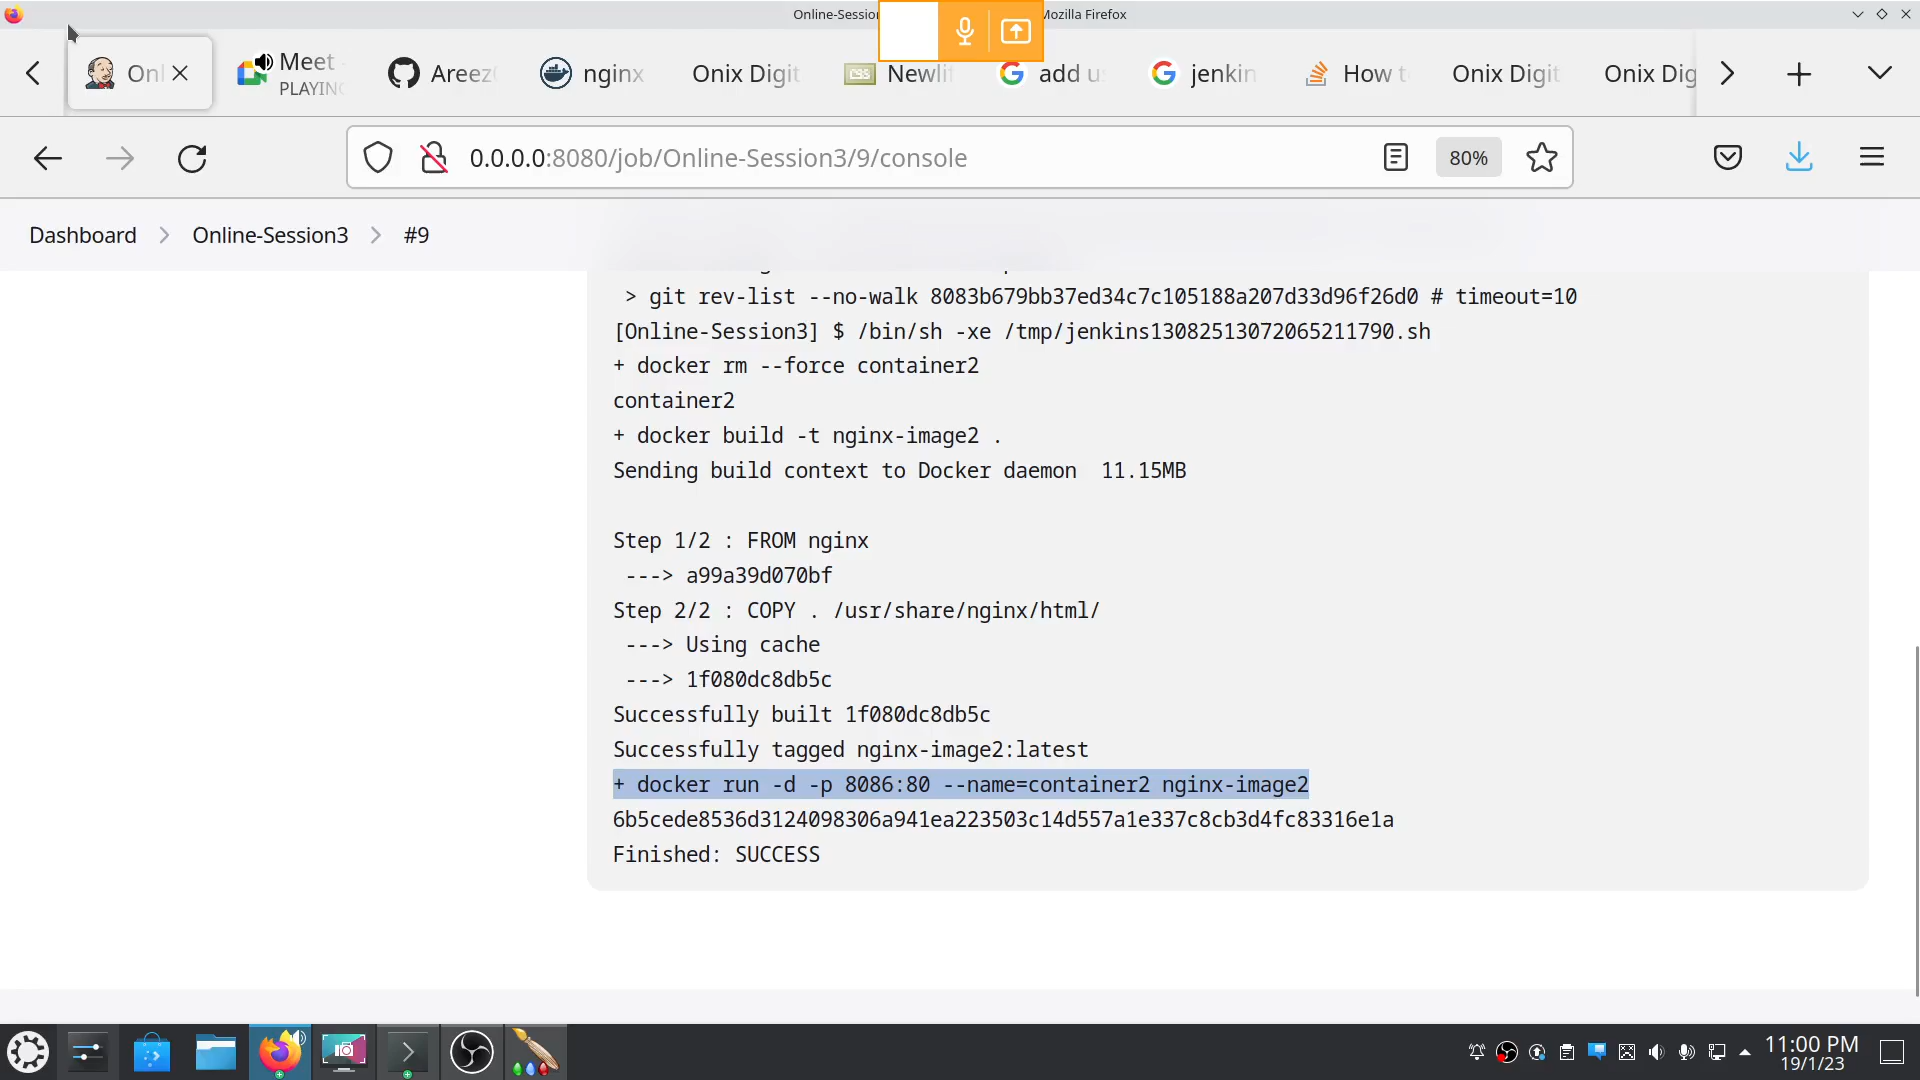 Online-Session
Mozilla Firefox
Onl
Meet
PLAYING
AreezG
nginx
Onix Digit
Newli
add us
jenkin
How t
Onix Digit
Onix Dig
0.0.0.0:8080/job/Online-Session3/9/console
80%
Dashboard
Online-Session3
#9
> git rev-list --no-walk 8083b679bb37ed34c7c105188a207d33d96f26d0 # timeout=10
[Online-Session3] $ /bin/sh -xe /tmp/jenkins13082513072065211790.sh
+ docker rm --force container2
container2
+ docker build -t nginx-image2 .
Sending build context to Docker daemon  11.15MB
Step 1/2 : FROM nginx
---> a99a39d070bf
Step 2/2 : COPY . /usr/share/nginx/html/
---> Using cache
---> 1f080dc8db5c
Successfully built 1f080dc8db5c
Successfully tagged nginx-image2:latest
+ docker run -d -p 8086:80 --name=container2 nginx-image2
6b5cede8536d3124098306a941ea223503c14d557a1e337c8cb3d4fc83316e1a
Finished: SUCCESS
11:00 PM
19/1/23